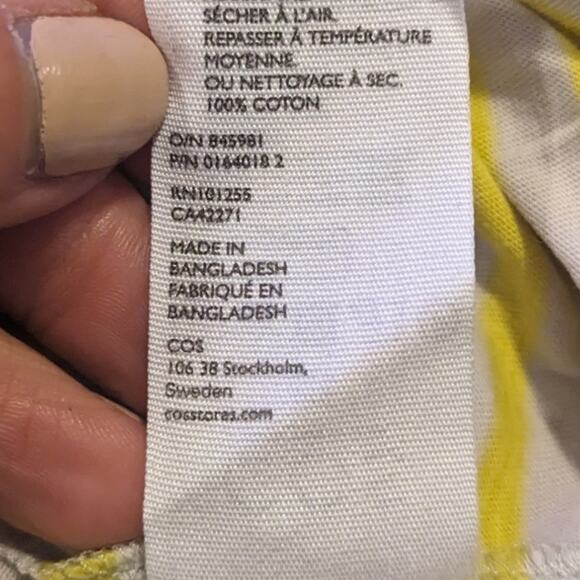 SÉCHER À L'AIR.
REPASSER À TEMPÉRATURE
MOYENNE.
OU NETTOYAGE À SEC.
100% COTON
O/N 845981
P/N 0164018 2
RN101255
CA42271
MADE IN
BANGLADESH
FABRIQUÉ EN
BANGLADESH
COS
106 38 Stockholm,
Sweden
cosstores.com